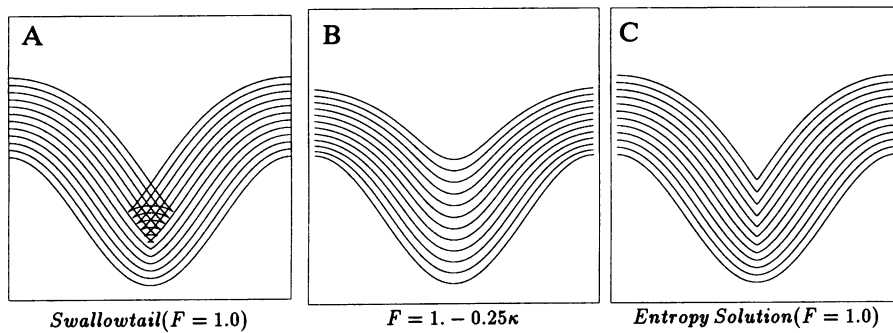 A
B
C
Swallowtail(F = 1.0)
F = 1. − 0.25κ
Entropy Solution(F = 1.0)